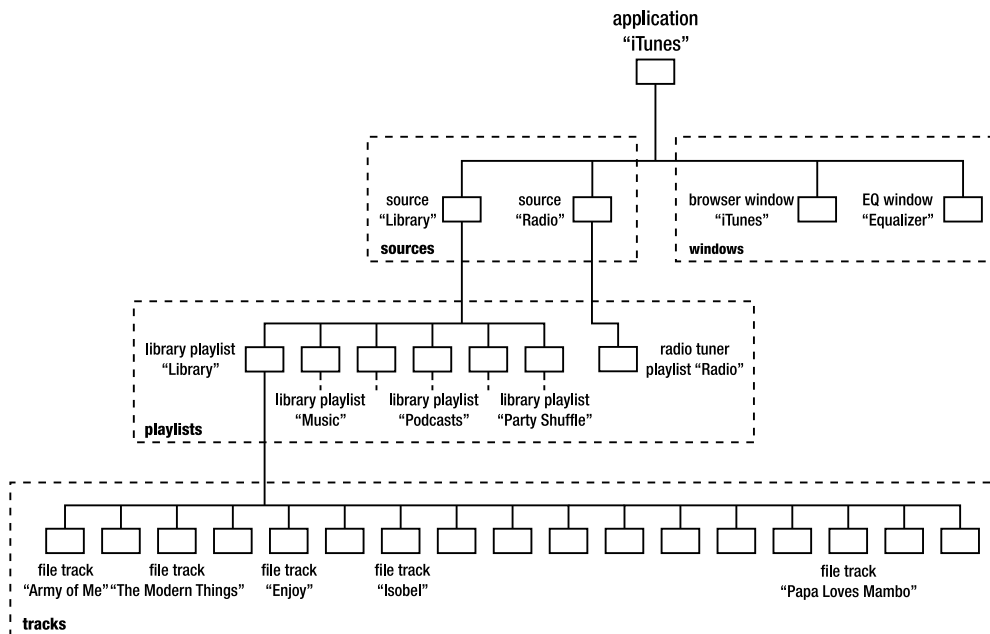 application
“iTunes”
source
“Library”
source
“Radio”
browser window
“iTunes”
EQ window
“Equalizer”
sources
windows
library playlist
“Library”
radio tuner
playlist “Radio”
library playlist
“Music”
library playlist
“Podcasts”
library playlist
“Party Shuffle”
playlists
file track
“Army of Me”
file track
“The Modern Things”
file track
“Enjoy”
file track
“Isobel”
file track
“Papa Loves Mambo”
tracks